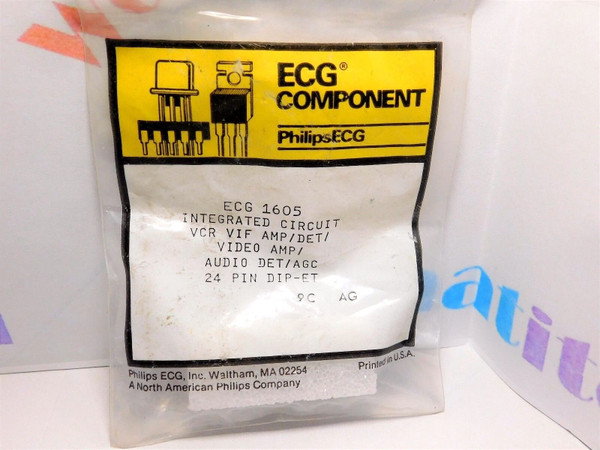 ECG®
COMPONENT
PhilipsECG
ECG 1605
INTEGRATED CIRCUIT
VCR VIF AMP/DET/
VIDEO AMP/
AUDIO DET/AGC
24 PIN DIP-ET
9C AG
Philips ECG, Inc. Waltham, MA 02254
A North American Philips Company
Printed in U.S.A.